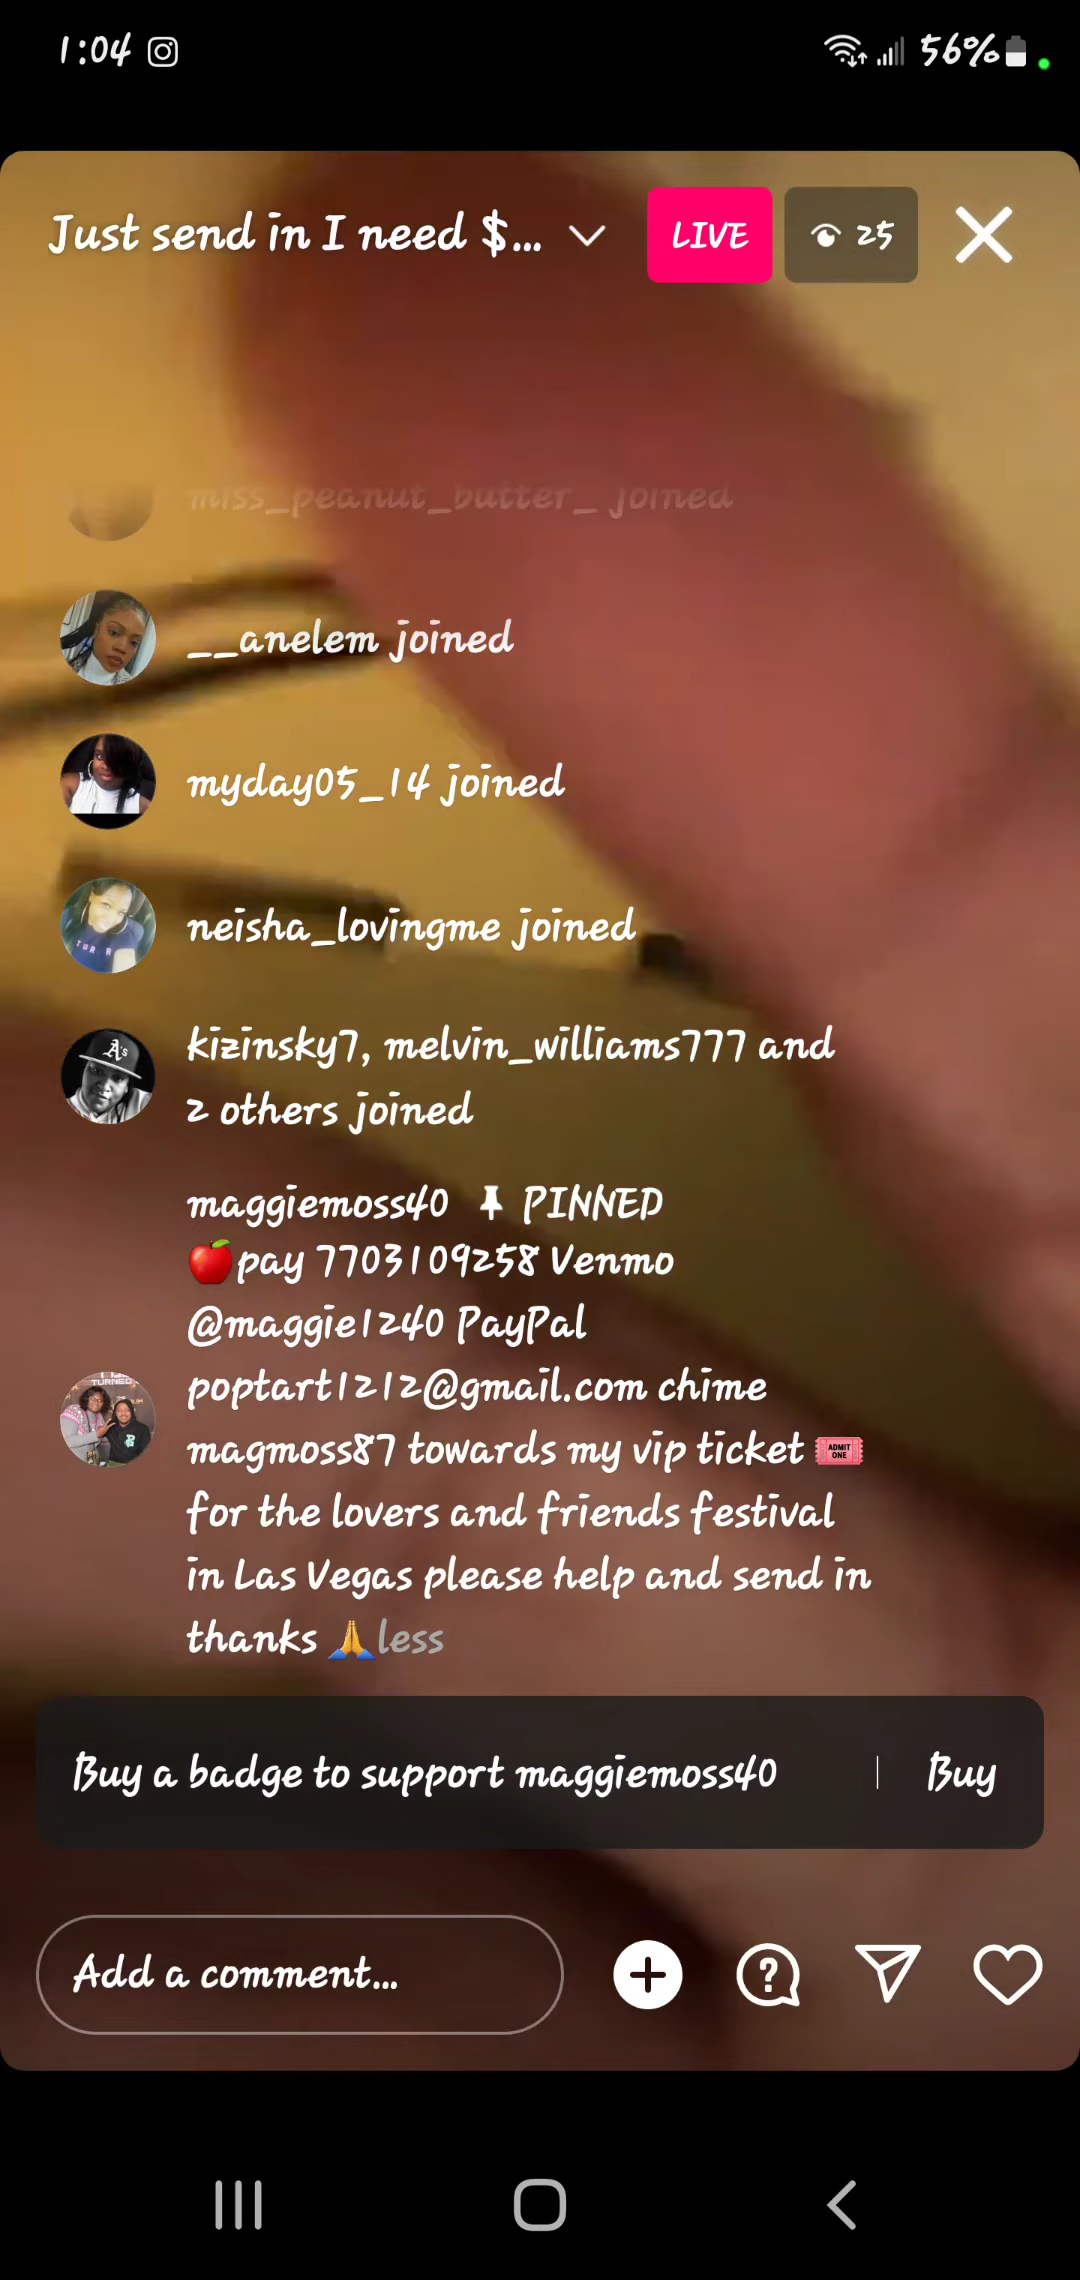 1:04 56%
Just send in I need $... LIVE 25
miss_peanut_butter_ joined
__anelem joined
myday05_14 joined
neisha_lovingme joined
kizinsky7, melvin_williams777 and
2 others joined
maggiemoss40 PINNED
🍎pay 7703109258 Venmo
@maggie1240 PayPal
poptart1212@gmail.com chime
magmoss87 towards my vip ticket 🎟️
for the lovers and friends festival
in Las Vegas please help and send in
thanks 🙏less
Buy a badge to support maggiemoss40 | Buy
Add a comment...